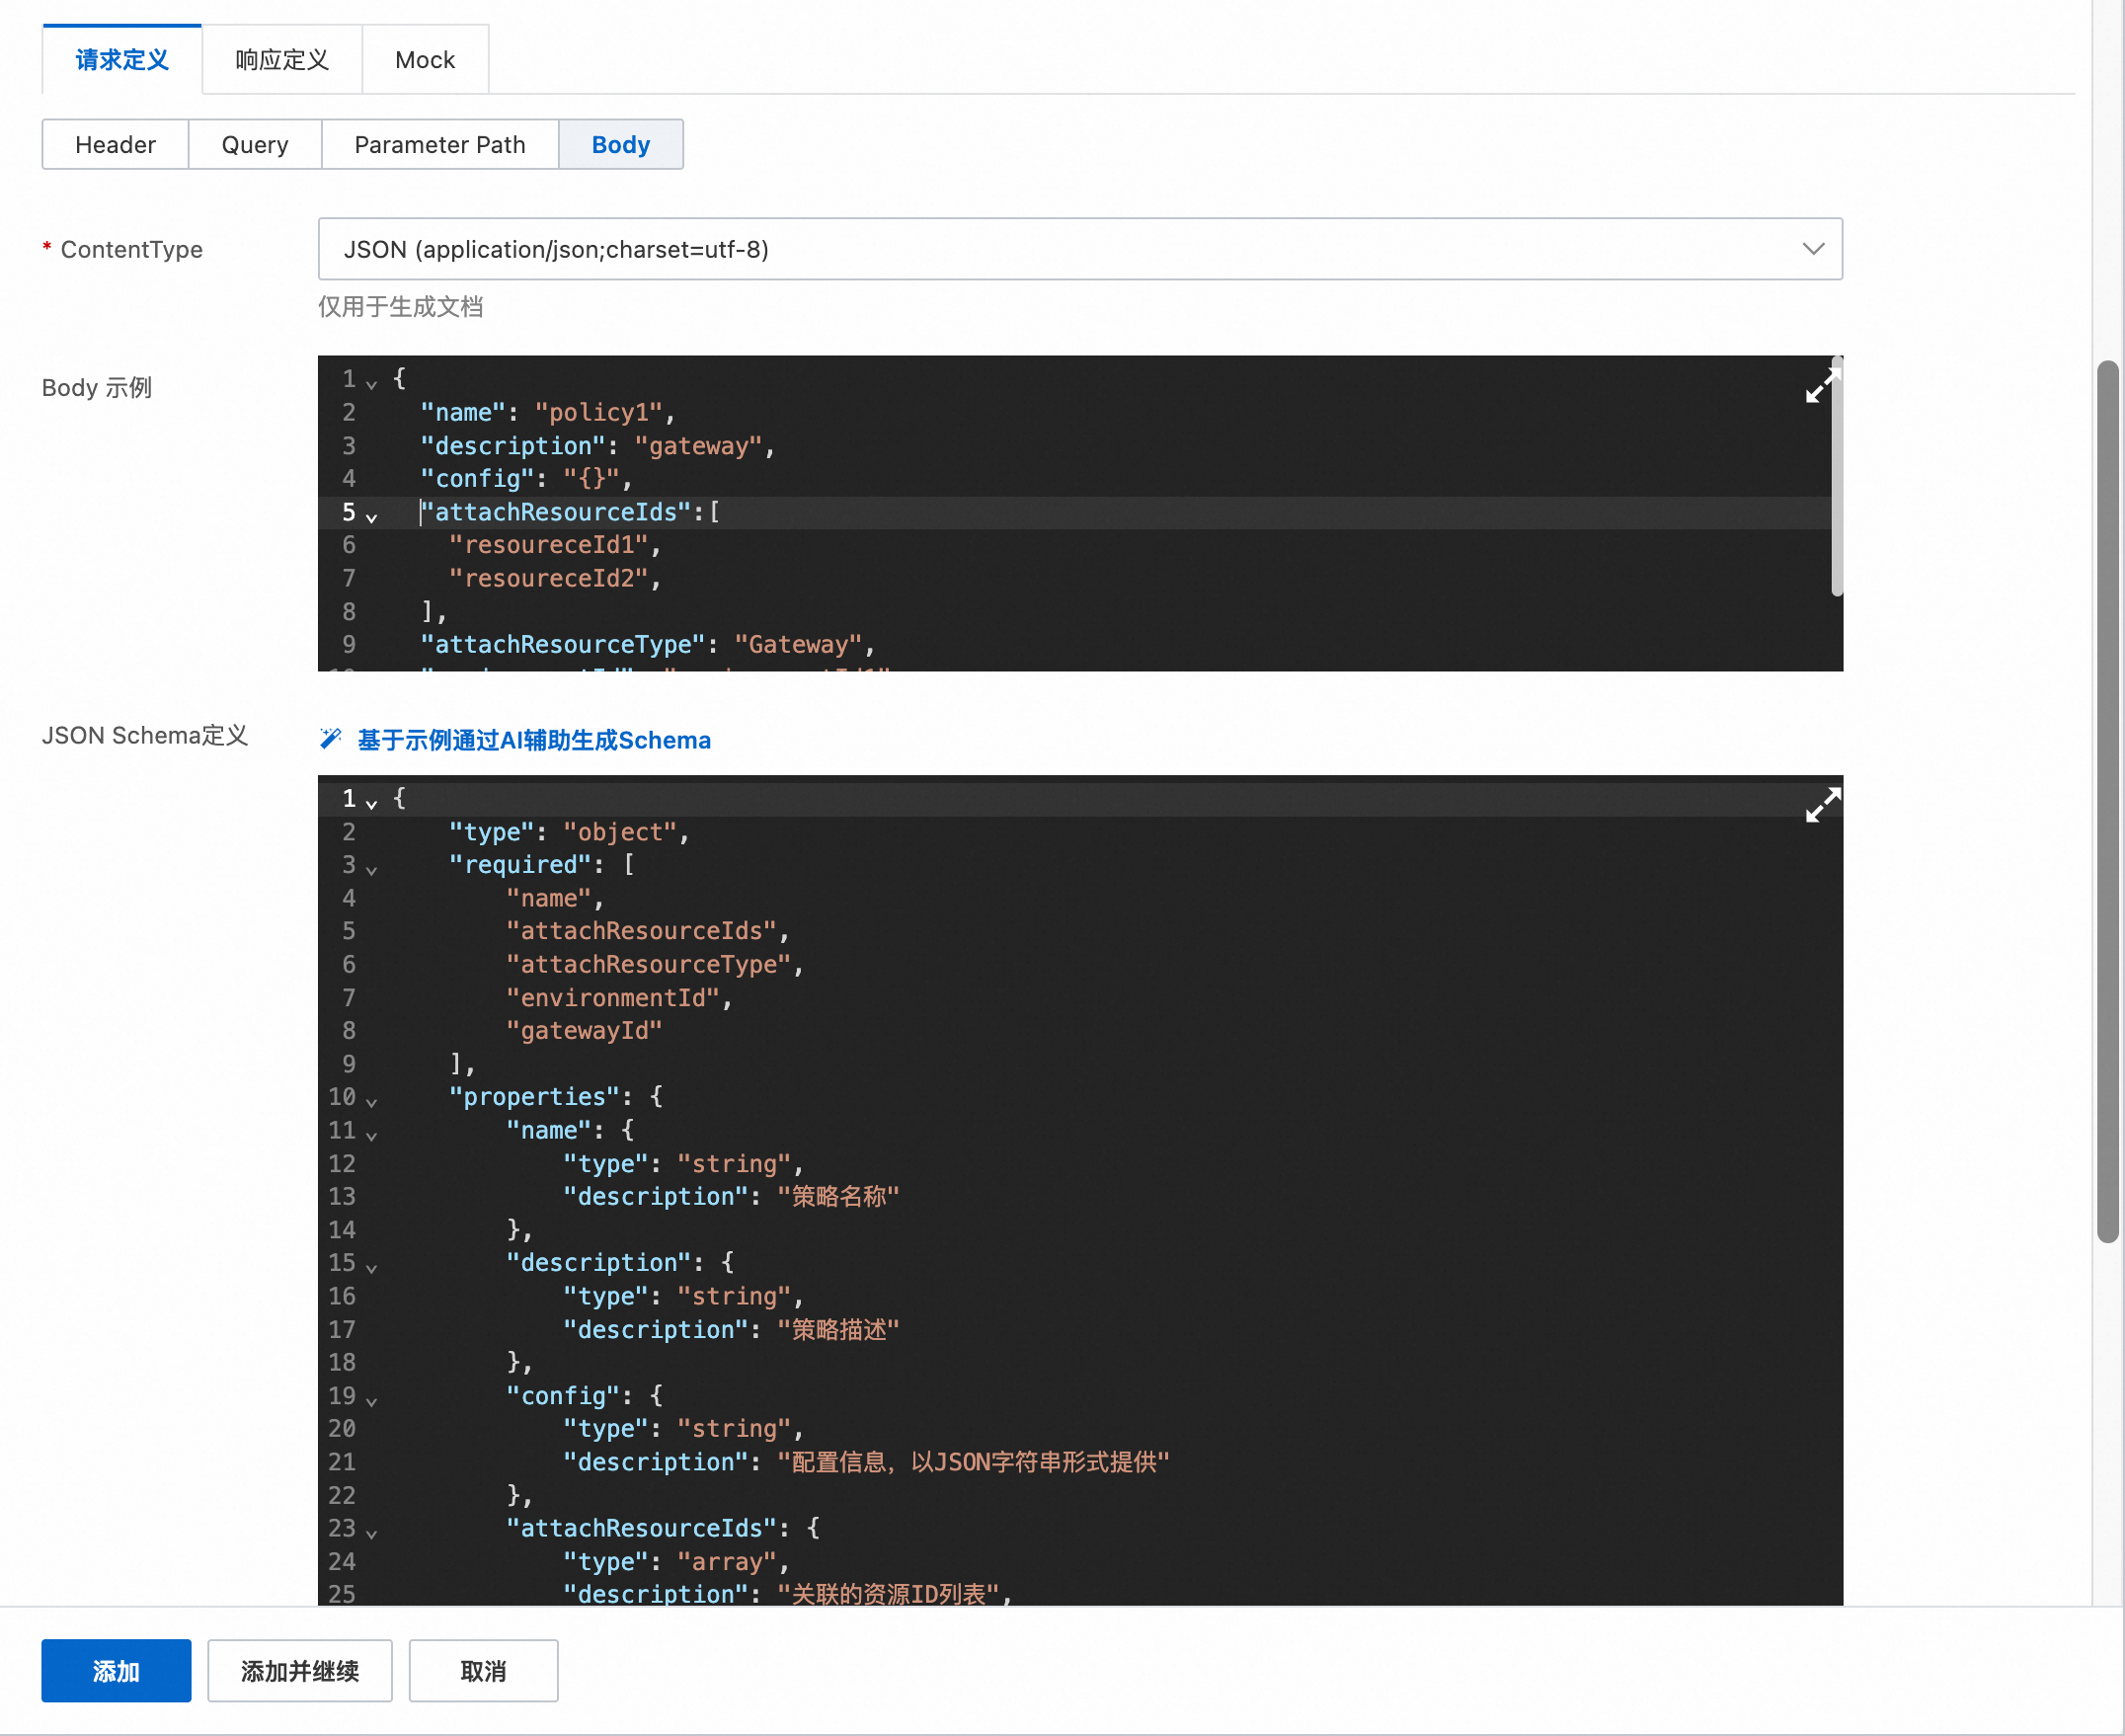 请求定义 响应定义 Mock
Header Query Parameter Path Body
* ContentType JSON (application/json;charset=utf-8)
仅用于生成文档
Body 示例
1 {
2 "name": "policy1",
3 "description": "gateway",
4 "config": "{}",
5 "attachResourceIds":[
6 "resoureceId1",
7 "resoureceId2",
8 ],
9 "attachResourceType": "Gateway",
JSON Schema定义 基于示例通过AI辅助生成Schema
1 {
2 "type": "object",
3 "required": [
4 "name",
5 "attachResourceIds",
6 "attachResourceType",
7 "environmentId",
8 "gatewayId"
9 ],
10 "properties": {
11 "name": {
12 "type": "string",
13 "description": "策略名称"
14 },
15 "description": {
16 "type": "string",
17 "description": "策略描述"
18 },
19 "config": {
20 "type": "string",
21 "description": "配置信息，以JSON字符串形式提供"
22 },
23 "attachResourceIds": {
24 "type": "array",
25 "description": "关联的资源ID列表",
添加 添加并继续 取消